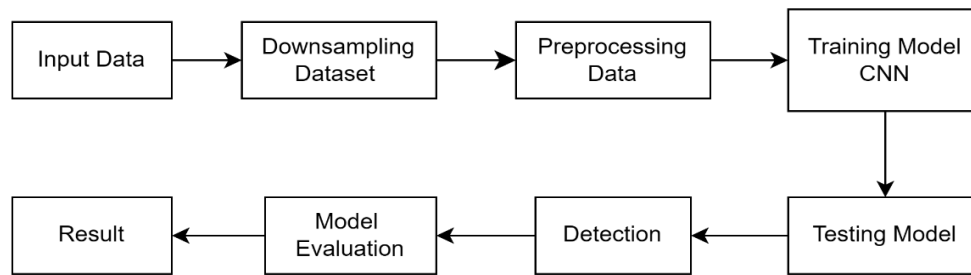 Input Data
Downsampling
Dataset
Preprocessing
Data
Training Model
CNN
Result
Model
Evaluation
Detection
Testing Model